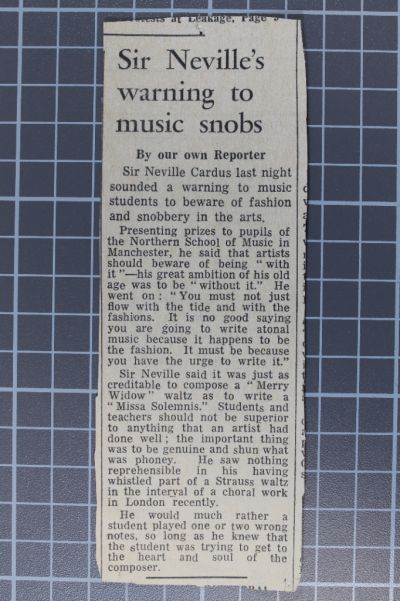 at Leakage, Page
Sir Neville's
warning to
music snobs
By our own Reporter
Sir Neville Cardus last night
sounded a warning to music
students to beware of fashion
and snobbery in the arts.
Presenting prizes to pupils of
the Northern School of Music in
Manchester, he said that artists
should beware of being " with
it "—his great ambition of his old
age was to be " without it." He
went on : " You must not just
flow with the tide and with the
fashions. It is no good saying
you are going to write atonal
music because it happens to be
the fashion. It must be because
you have the urge to write it."
Sir Neville said it was just as
creditable to compose a " Merry
Widow " waltz as to write a
" Missa Solemnis." Students and
teachers should not be superior
to anything that an artist had
done well ; the important thing
was to be genuine and shun what
was phoney. He saw nothing
reprehensible in his having
whistled part of a Strauss waltz
in the interval of a choral work
in London recently.
He would much rather a
student played one or two wrong
notes, so long as he knew that
the student was trying to get to
the heart and soul of the
composer.